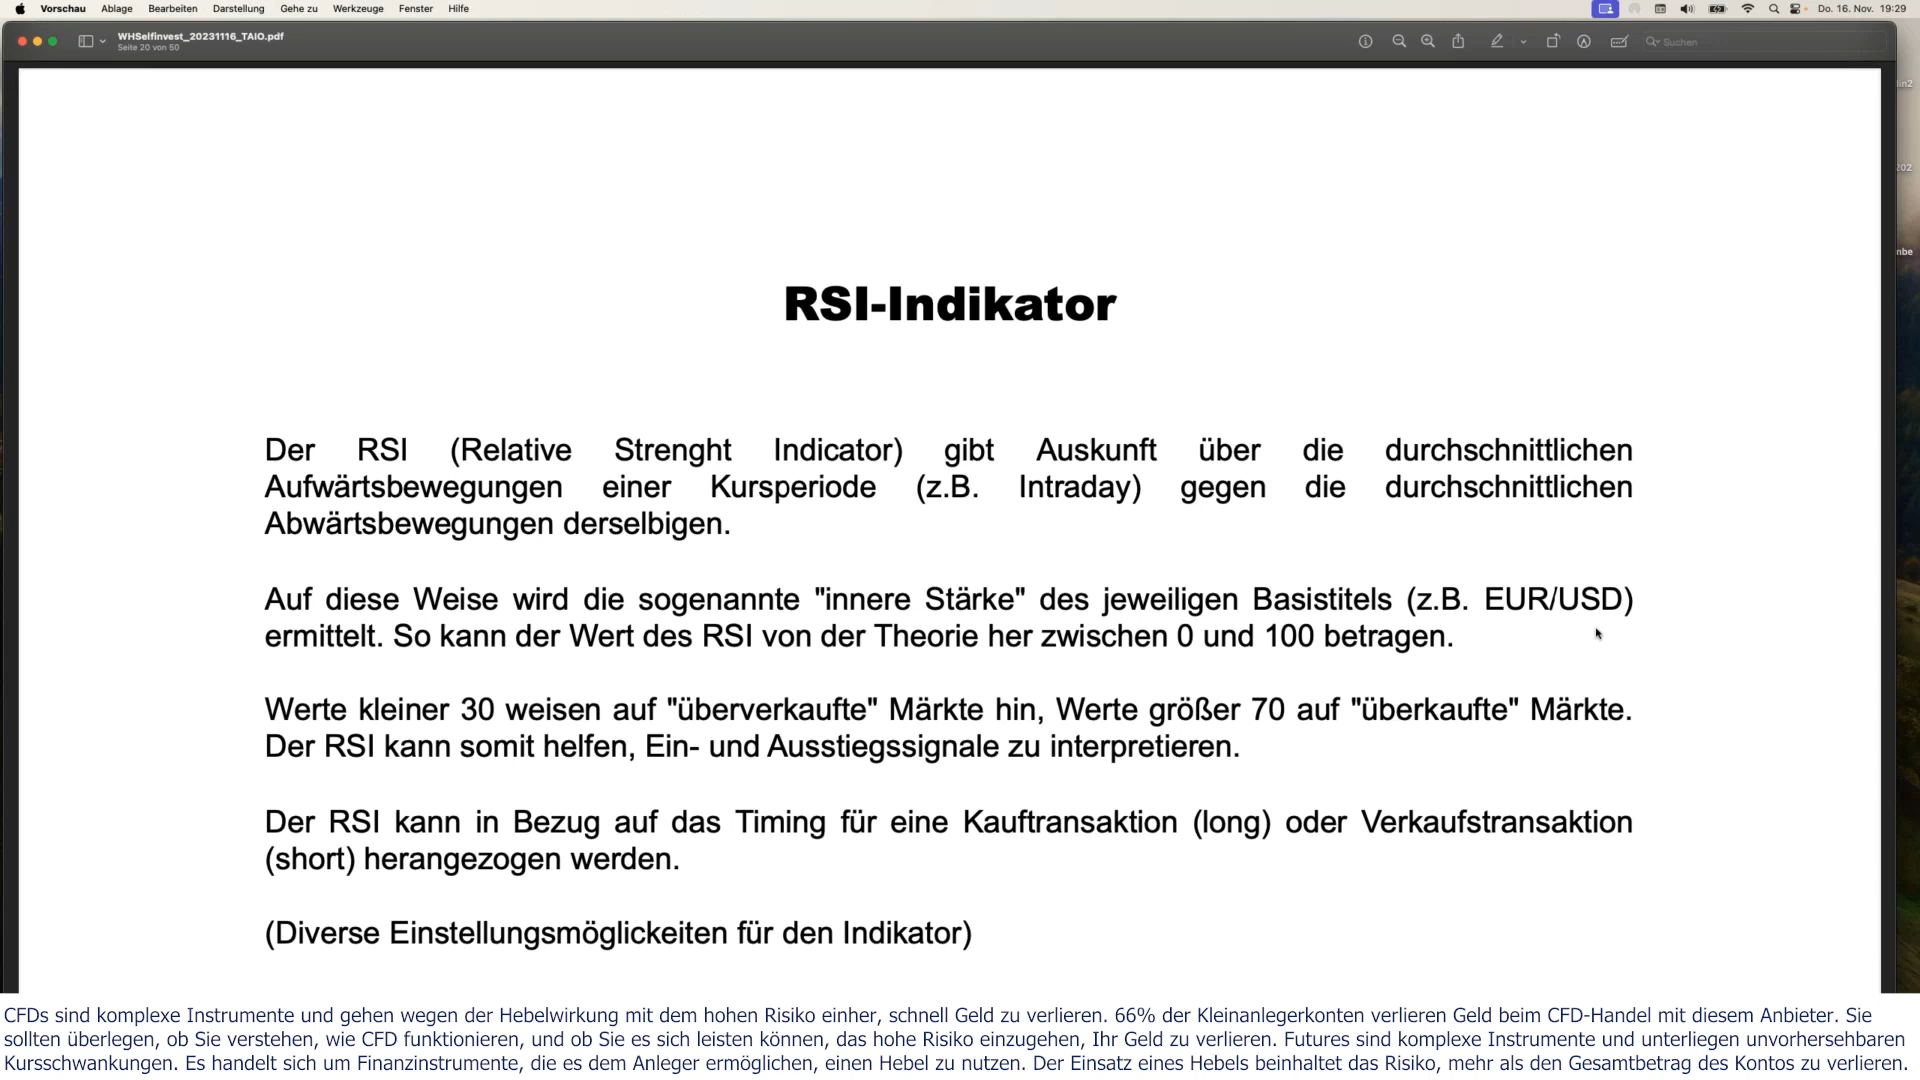 Vorschau Ablage Bearbeiten Darstellung Gehe zu Werkzeuge Fenster Hilfe Do. 16. Nov. 19:29
WHSelfinvest_20231116_TAIO.pdf
Seite 20 von 50
Suchen
lin2
202
nbe
RSI-Indikator
Der RSI (Relative Strenght Indicator) gibt Auskunft über die durchschnittlichen
Aufwärtsbewegungen einer Kursperiode (z.B. Intraday) gegen die durchschnittlichen
Abwärtsbewegungen derselbigen.
Auf diese Weise wird die sogenannte "innere Stärke" des jeweiligen Basistitels (z.B. EUR/USD)
ermittelt. So kann der Wert des RSI von der Theorie her zwischen 0 und 100 betragen.
Werte kleiner 30 weisen auf "überverkaufte" Märkte hin, Werte größer 70 auf "überkaufte" Märkte.
Der RSI kann somit helfen, Ein- und Ausstiegssignale zu interpretieren.
Der RSI kann in Bezug auf das Timing für eine Kauftransaktion (long) oder Verkaufstransaktion
(short) herangezogen werden.
(Diverse Einstellungsmöglickeiten für den Indikator)
CFDs sind komplexe Instrumente und gehen wegen der Hebelwirkung mit dem hohen Risiko einher, schnell Geld zu verlieren. 66% der Kleinanlegerkonten verlieren Geld beim CFD-Handel mit diesem Anbieter. Sie
sollten überlegen, ob Sie verstehen, wie CFD funktionieren, und ob Sie es sich leisten können, das hohe Risiko einzugehen, Ihr Geld zu verlieren. Futures sind komplexe Instrumente und unterliegen unvorhersehbaren
Kursschwankungen. Es handelt sich um Finanzinstrumente, die es dem Anleger ermöglichen, einen Hebel zu nutzen. Der Einsatz eines Hebels beinhaltet das Risiko, mehr als den Gesamtbetrag des Kontos zu verlieren.